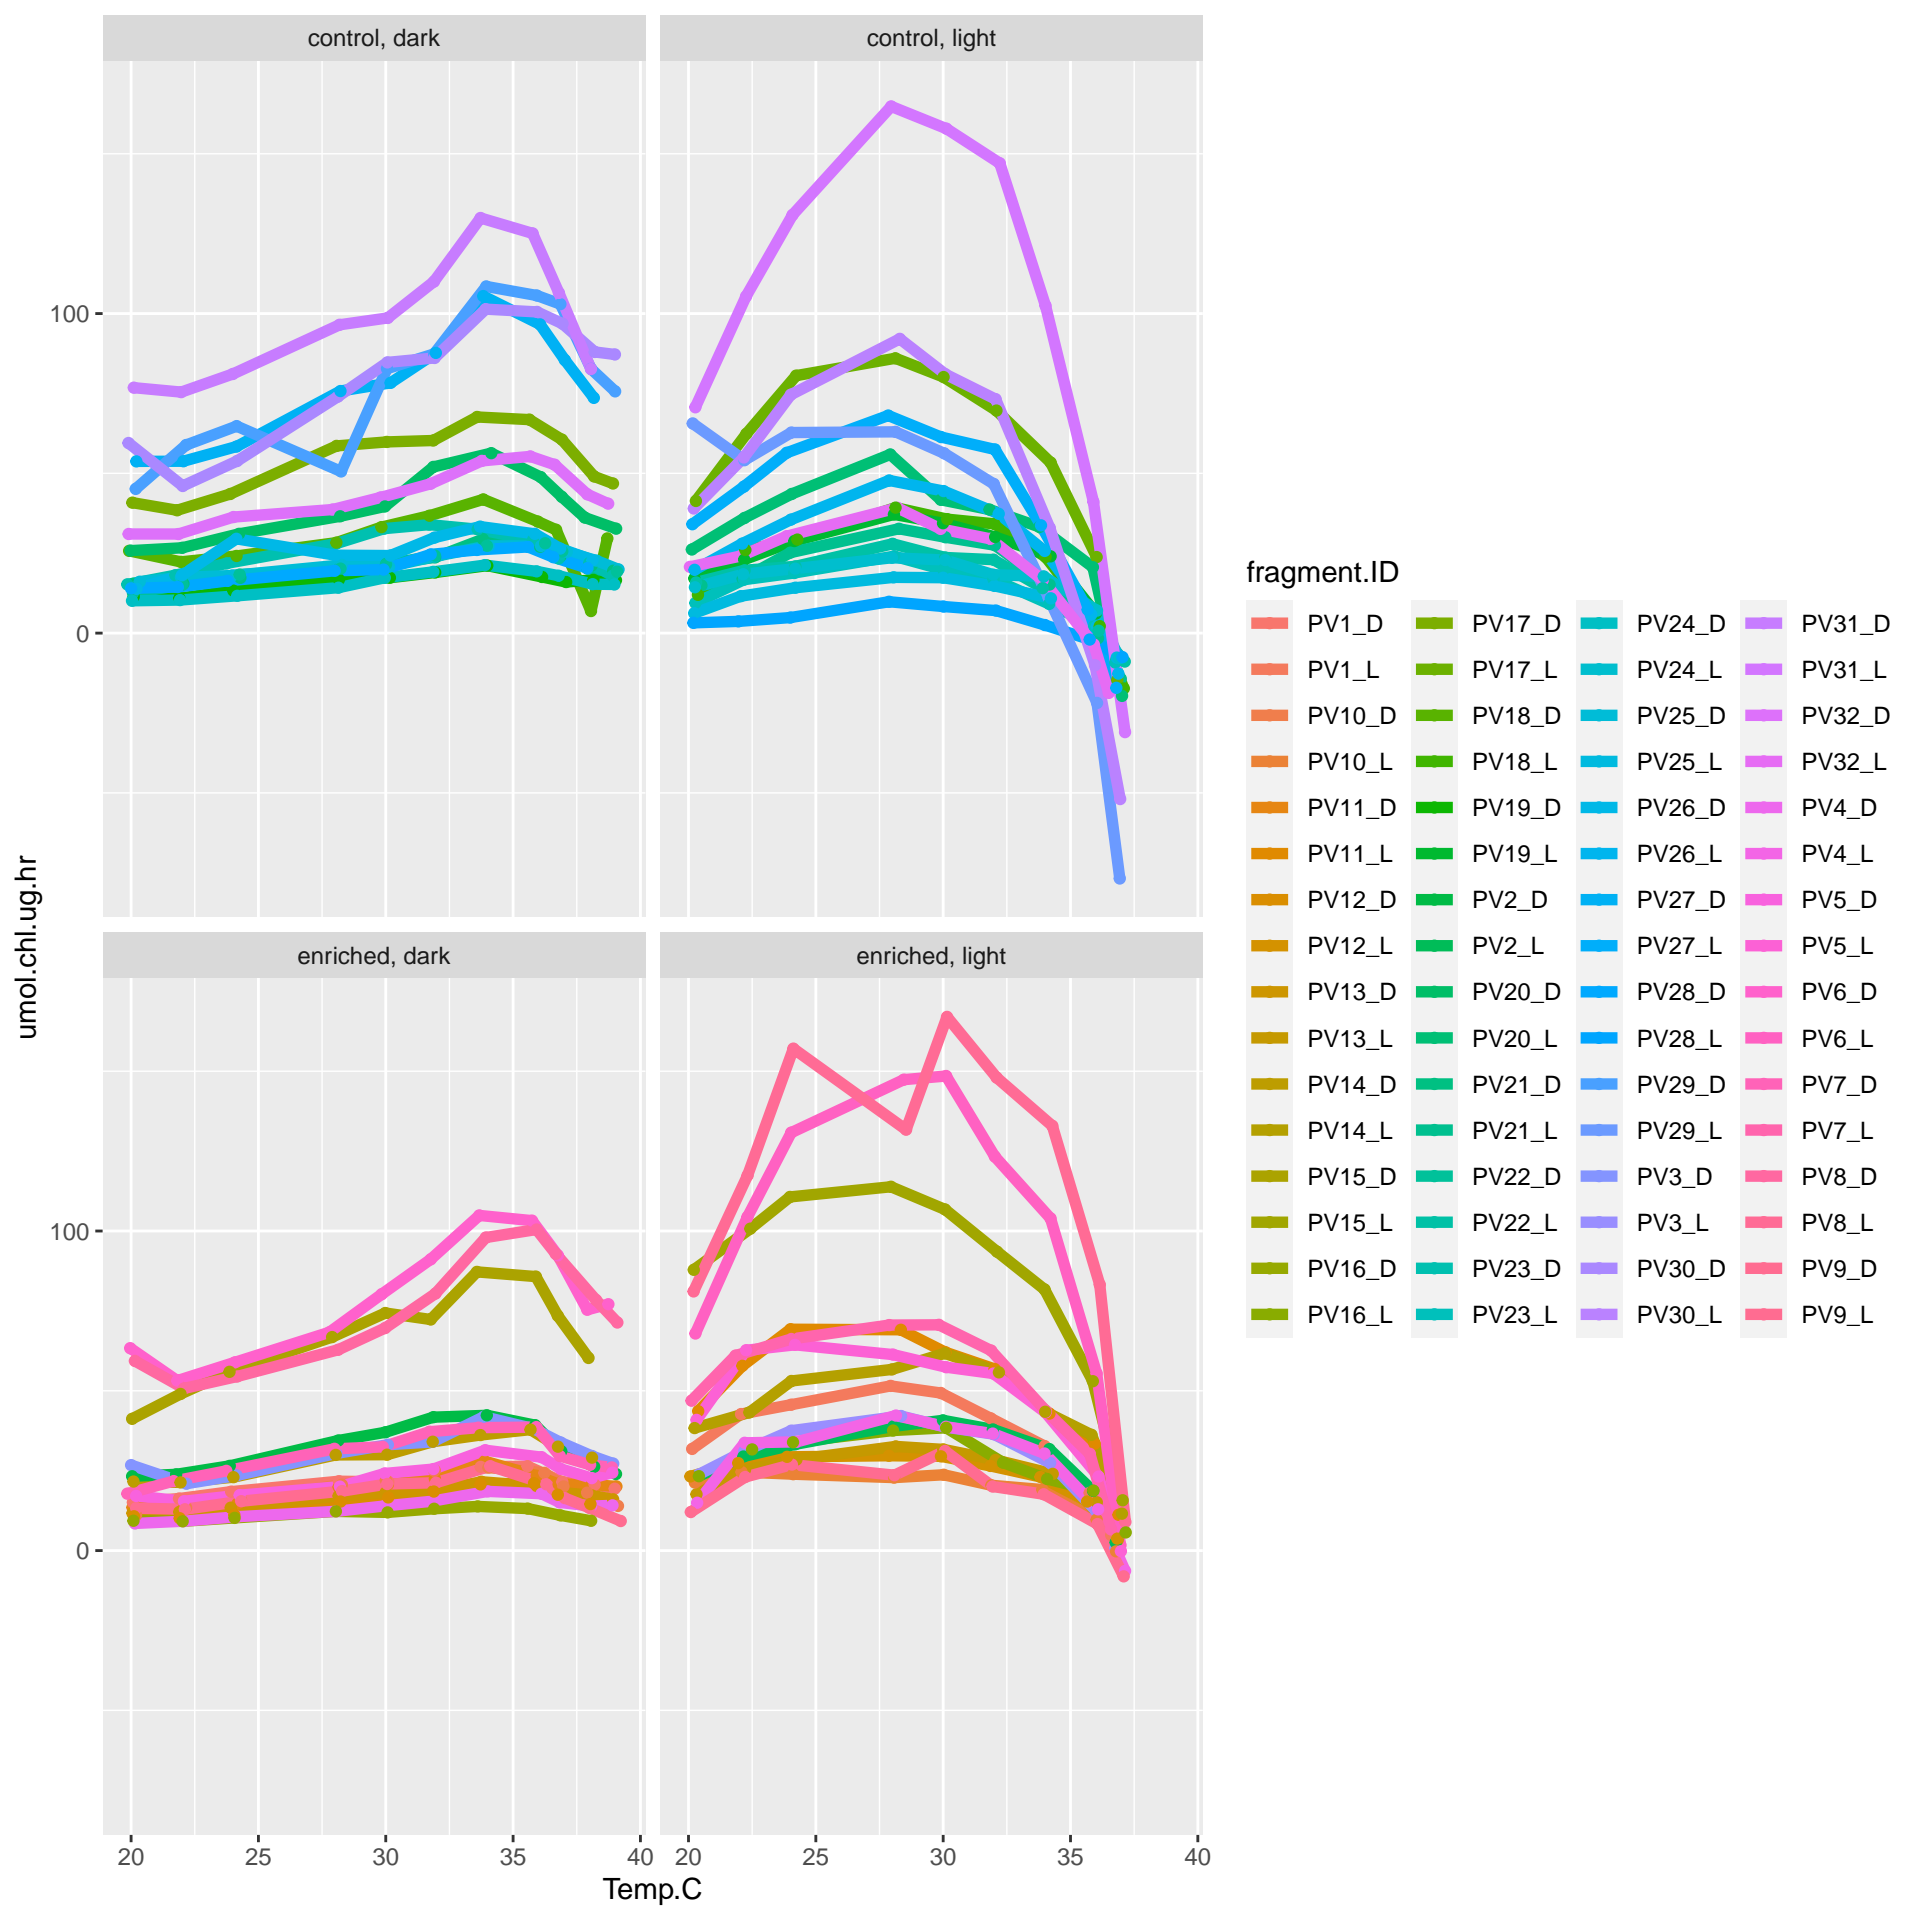 control, dark
control, light
100
0
enriched, dark
enriched, light
100
0
20 25 30 35 40 20 25 30 35 40
Temp.C
umol.chl.ug.hr
fragment.ID
PV1_D PV17_D PV24_D PV31_D
PV1_L PV17_L PV24_L PV31_L
PV10_D PV18_D PV25_D PV32_D
PV10_L PV18_L PV25_L PV32_L
PV11_D PV19_D PV26_D PV4_D
PV11_L PV19_L PV26_L PV4_L
PV12_D PV2_D PV27_D PV5_D
PV12_L PV2_L PV27_L PV5_L
PV13_D PV20_D PV28_D PV6_D
PV13_L PV20_L PV28_L PV6_L
PV14_D PV21_D PV29_D PV7_D
PV14_L PV21_L PV29_L PV7_L
PV15_D PV22_D PV3_D PV8_D
PV15_L PV22_L PV3_L PV8_L
PV16_D PV23_D PV30_D PV9_D
PV16_L PV23_L PV30_L PV9_L